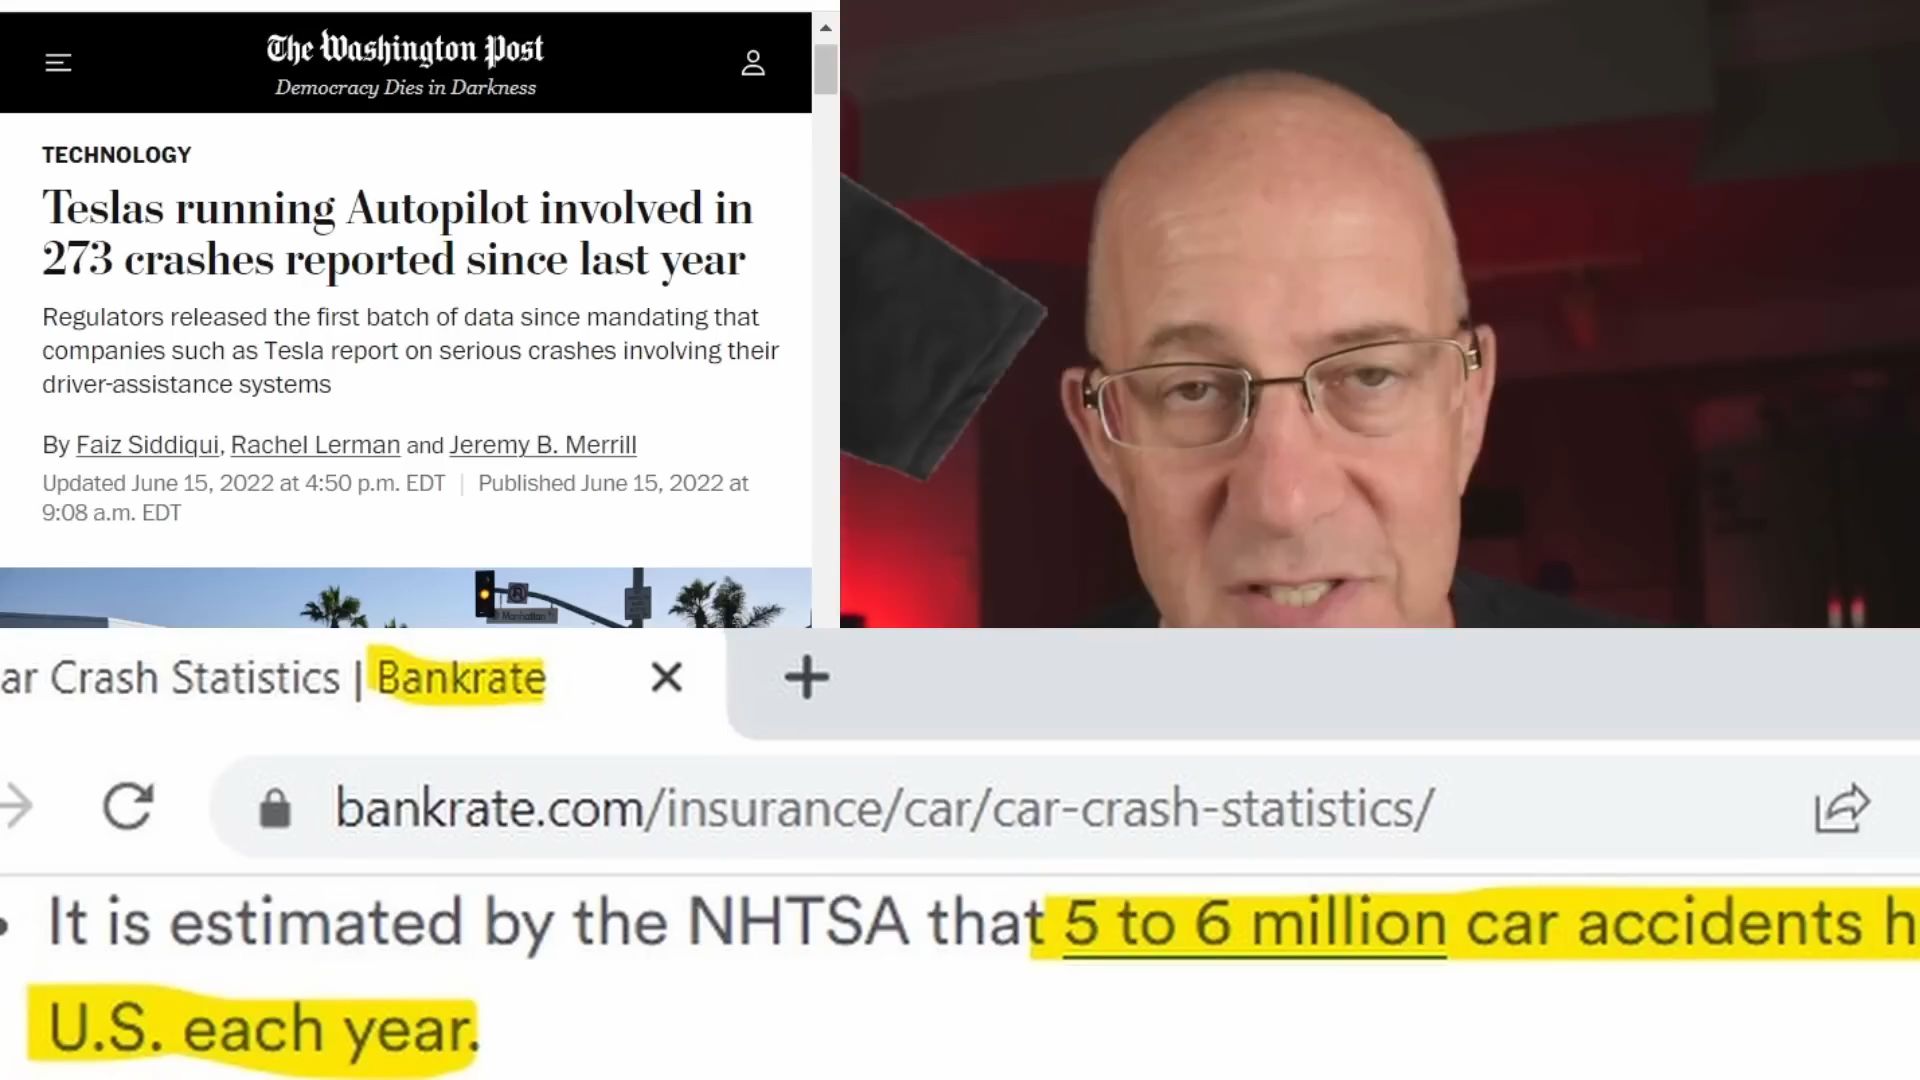 The Washington Post
Democracy Dies in Darkness
TECHNOLOGY
Teslas running Autopilot involved in
273 crashes reported since last year
Regulators released the first batch of data since mandating that
companies such as Tesla report on serious crashes involving their
driver-assistance systems
By Faiz Siddiqui, Rachel Lerman and Jeremy B. Merrill
Updated June 15, 2022 at 4:50 p.m. EDT | Published June 15, 2022 at
9:08 a.m. EDT
Manhattan
ar Crash Statistics | Bankrate
bankrate.com/insurance/car/car-crash-statistics/
• It is estimated by the NHTSA that 5 to 6 million car accidents h
U.S. each year.